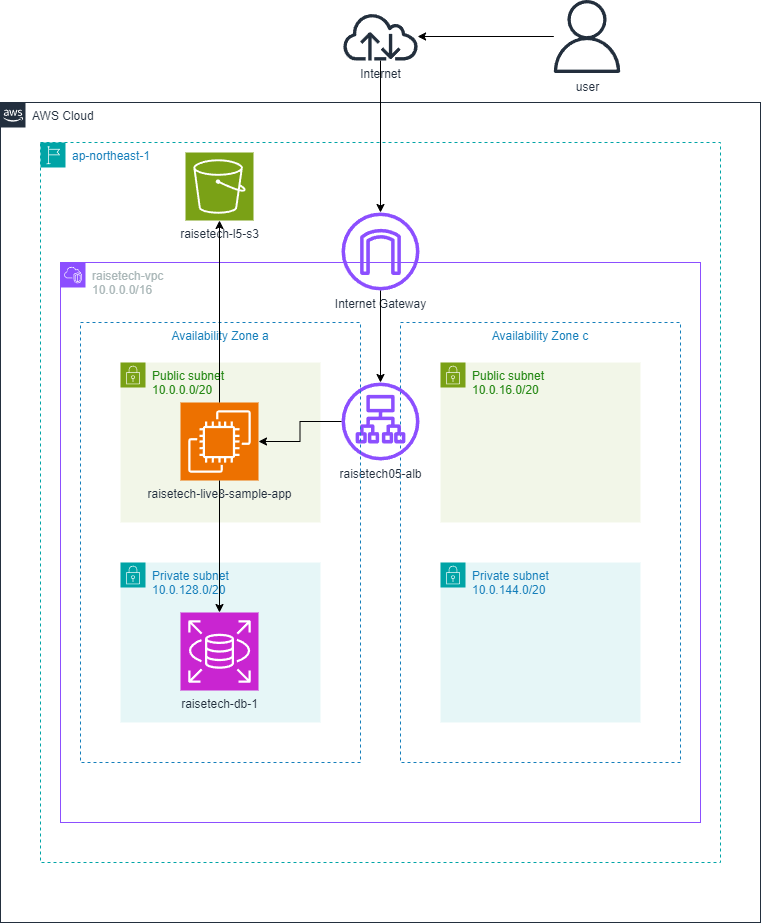 Internet
user
aws
AWS Cloud
ap-northeast-1
raisetech-l5-s3
raisetech-vpc
10.0.0.0/16
Internet Gateway
Availability Zone a
Availability Zone c
Public subnet
10.0.0.0/20
Public subnet
10.0.16.0/20
raisetech05-alb
raisetech-live8-sample-app
Private subnet
10.0.128.0/20
Private subnet
10.0.144.0/20
raisetech-db-1